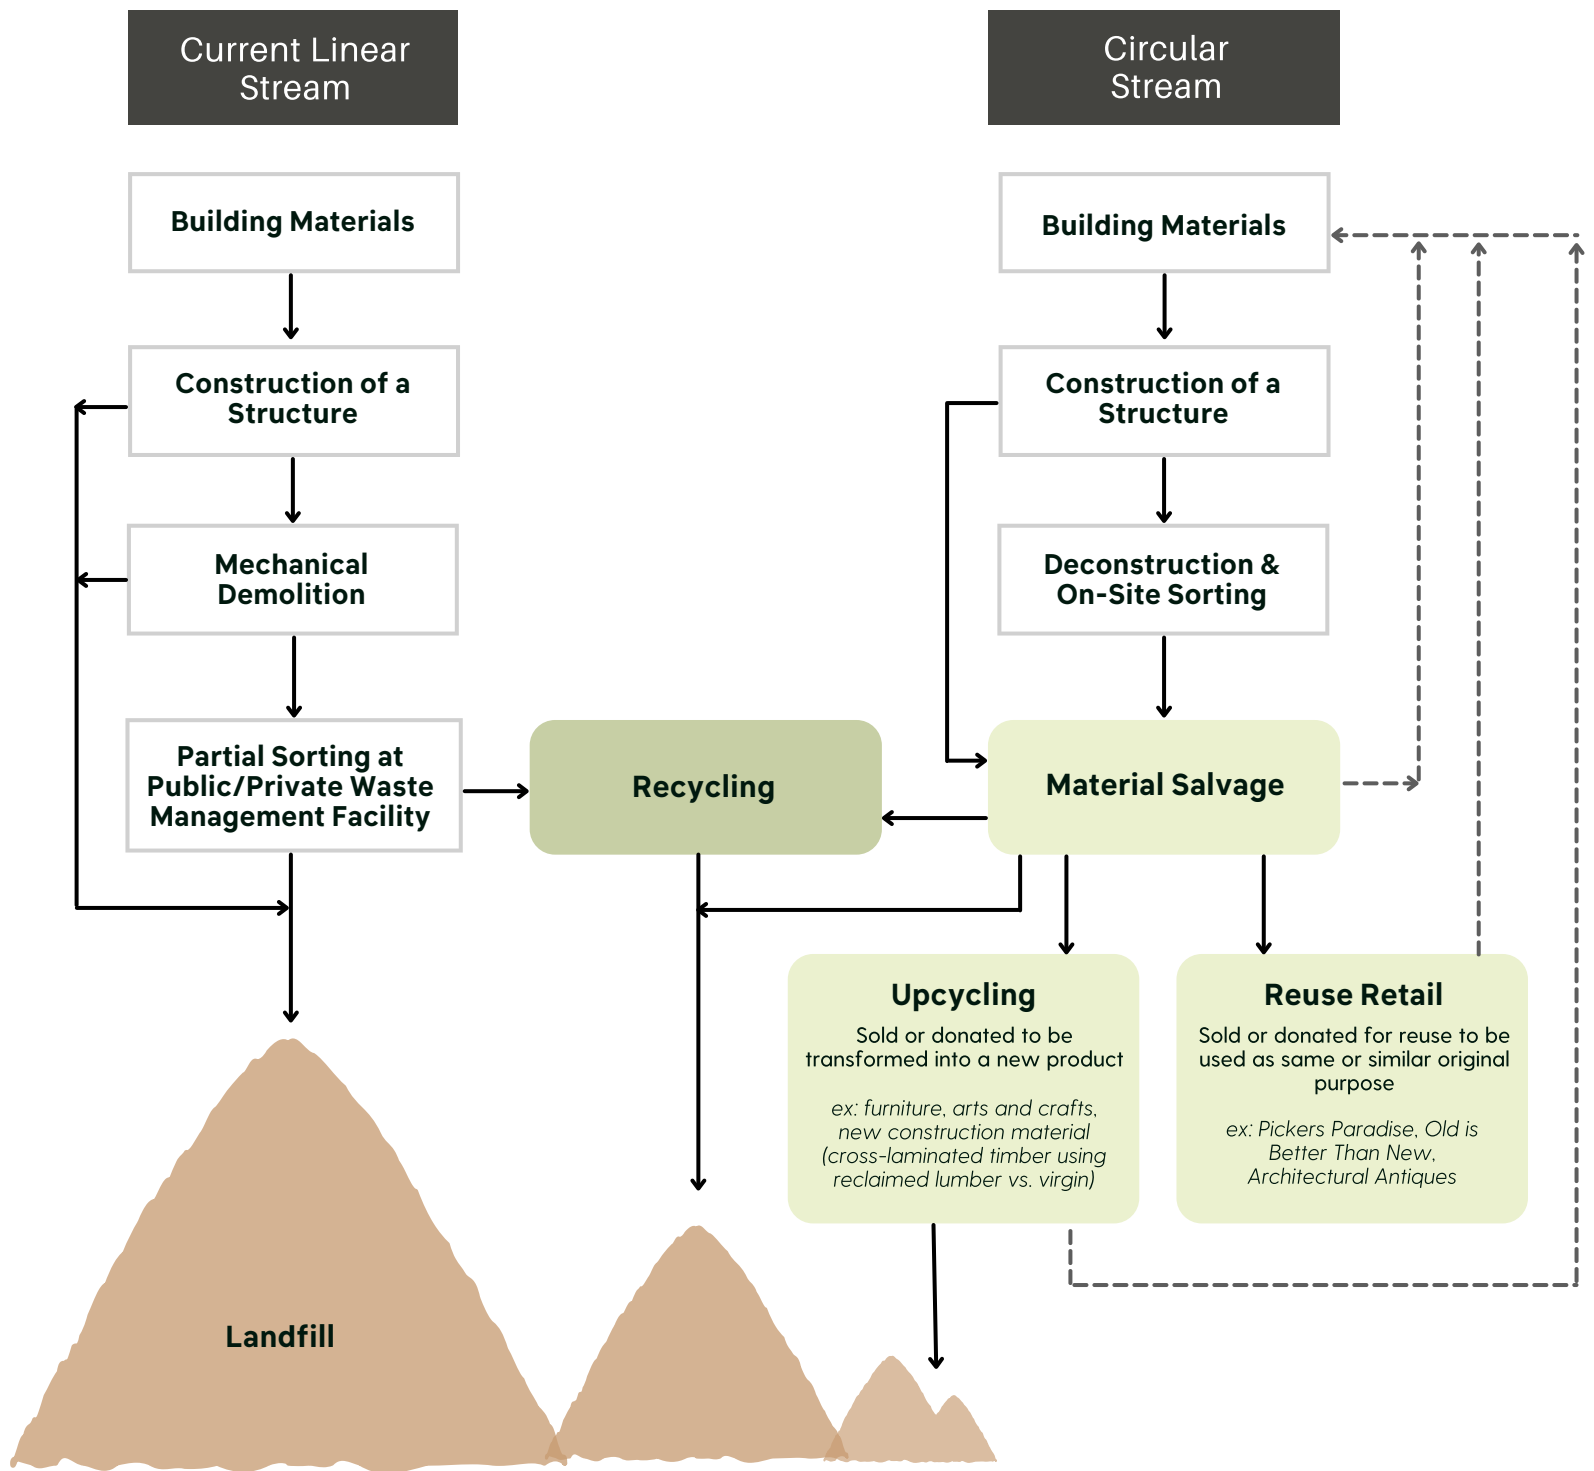 Current Linear
Stream
Circular
Stream
Building Materials
Building Materials
Construction of a
Structure
Construction of a
Structure
Mechanical
Demolition
Deconstruction &
On-Site Sorting
Partial Sorting at
Public/Private Waste
Management Facility
Recycling
Material Salvage
Upcycling
Sold or donated to be
transformed into a new product
ex: furniture, arts and crafts,
new construction material
(cross-laminated timber using
reclaimed lumber vs. virgin)
Reuse Retail
Sold or donated for reuse to be
used as same or similar original
purpose
ex: Pickers Paradise, Old is
Better Than New,
Architectural Antiques
Landfill